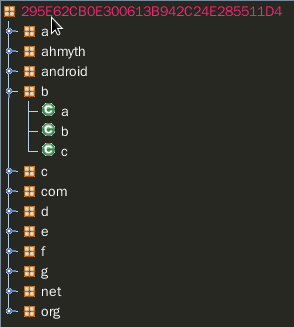 295E62CB0E300613B942C24E285511D4
a
ahmyth
android
b
a
b
c
c
com
d
e
f
g
net
org